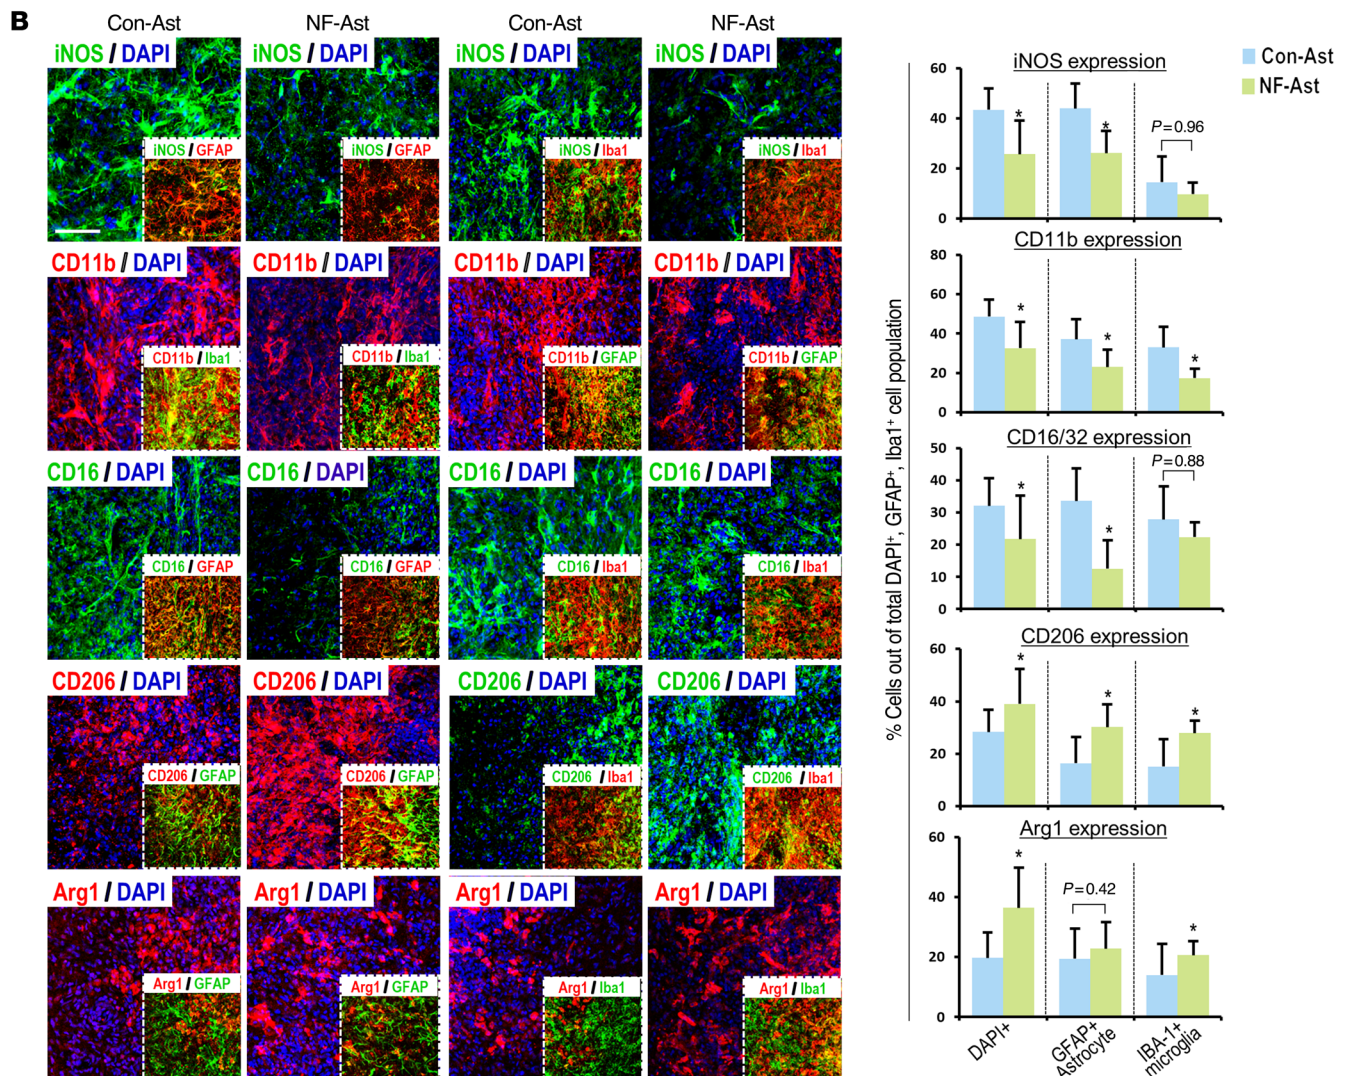 B
Con-Ast NF-Ast Con-Ast NF-Ast
iNOS / DAPI iNOS / DAPI iNOS / DAPI iNOS / DAPI
iNOS / GFAP iNOS / GFAP iNOS / Iba1 iNOS / Iba1
CD11b / DAPI CD11b / DAPI CD11b / DAPI CD11b / DAPI
CD11b / Iba1 CD11b / Iba1 CD11b / GFAP CD11b / GFAP
CD16 / DAPI CD16 / DAPI CD16 / DAPI CD16 / DAPI
CD16 / GFAP CD16 / GFAP CD16 / Iba1 CD16 / Iba1
CD206 / DAPI CD206 / DAPI CD206 / DAPI CD206 / DAPI
CD206 / GFAP CD206 / GFAP CD206 / Iba1 CD206 / Iba1
Arg1 / DAPI Arg1 / DAPI Arg1 / DAPI Arg1 / DAPI
Arg1 / GFAP Arg1 / GFAP Arg1 / Iba1 Arg1 / Iba1
% Cells out of total DAPI⁺, GFAP⁺, Iba1⁺ cell population
Con-Ast
NF-Ast
iNOS expression
60
40
20
0
* *
P = 0.96
CD11b expression
80
60
40
20
0
* * *
CD16/32 expression
50
40
30
20
10
0
* *
P = 0.88
CD206 expression
60
40
20
0
* * *
Arg1 expression
60
40
20
0
* *
P = 0.42
DAPI+
GFAP+
Astrocyte
IBA-1+
microglia